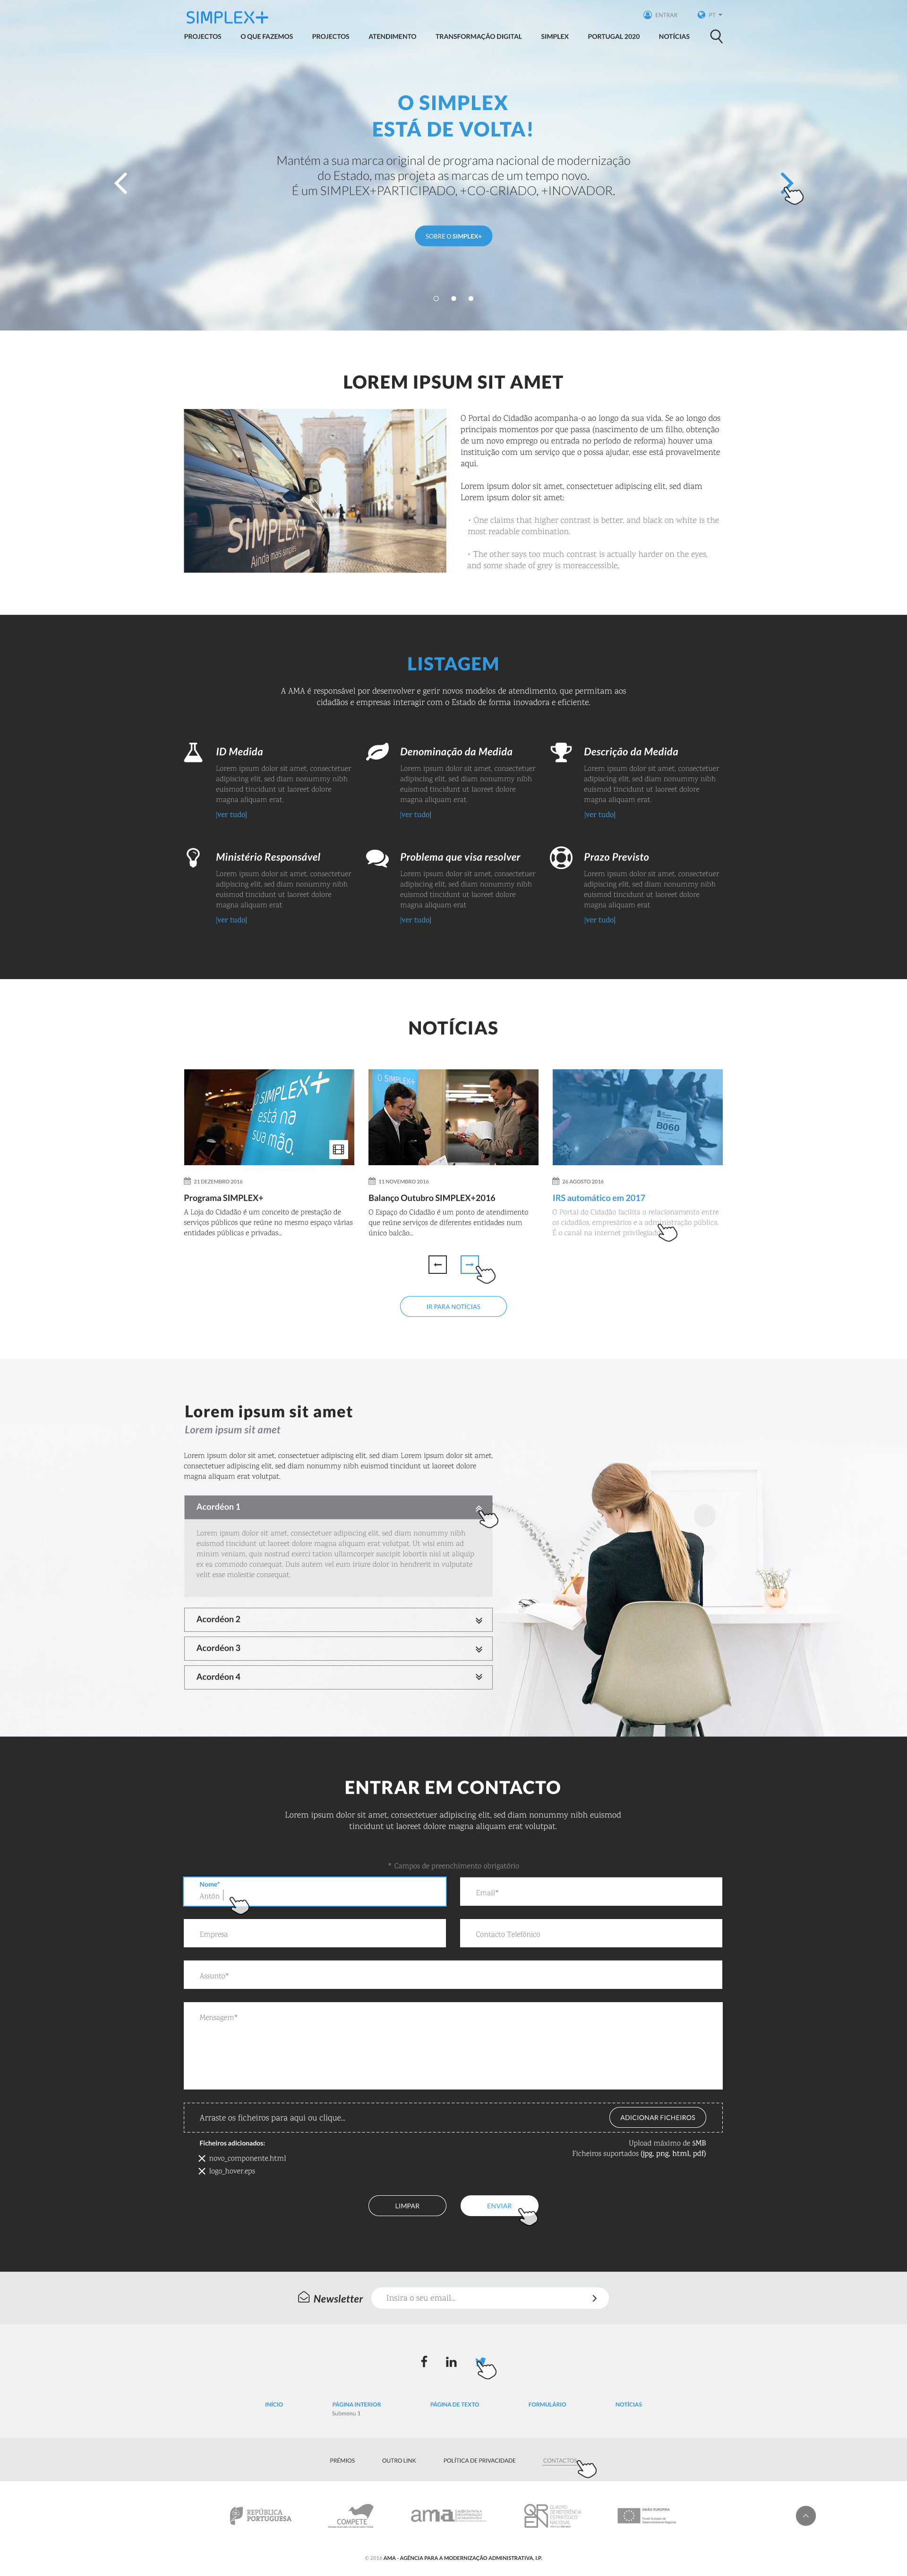 SIMPLEX+
ENTRAR
PT
PROJECTOS
O QUE FAZEMOS
PROJECTOS
ATENDIMENTO
TRANSFORMAÇÃO DIGITAL
SIMPLEX
PORTUGAL 2020
NOTÍCIAS
O SIMPLEX
ESTÁ DE VOLTA!
Mantém a sua marca original de programa nacional de modernização
do Estado, mas projeta as marcas de um tempo novo.
É um SIMPLEX+PARTICIPADO, +CO-CRIADO, +INOVADOR.
SOBRE O SIMPLEX+
LOREM IPSUM SIT AMET
SIMPLEX+
Ainda mais simples
O Portal do Cidadão acompanha-o ao longo da sua vida. Se ao longo dos
principais momentos por que passa (nascimento de um filho, obtenção
de um novo emprego ou entrada no período de reforma) houver uma
instituição com um serviço que o possa ajudar, esse está provavelmente
aqui.
Lorem ipsum dolor sit amet, consectetuer adipiscing elit, sed diam
Lorem ipsum dolor sit amet:
• One claims that higher contrast is better, and black on white is the
most readable combination.
• The other says too much contrast is actually harder on the eyes,
and some shade of grey is moreaccessible.
LISTAGEM
A AMA é responsável por desenvolver e gerir novos modelos de atendimento, que permitam aos
cidadãos e empresas interagir com o Estado de forma inovadora e eficiente.
ID Medida
Lorem ipsum dolor sit amet, consectetuer
adipiscing elit, sed diam nonummy nibh
euismod tincidunt ut laoreet dolore
magna aliquam erat.
[ver tudo]
Denominação da Medida
Lorem ipsum dolor sit amet, consectetuer
adipiscing elit, sed diam nonummy nibh
euismod tincidunt ut laoreet dolore
magna aliquam erat.
[ver tudo]
Descrição da Medida
Lorem ipsum dolor sit amet, consectetuer
adipiscing elit, sed diam nonummy nibh
euismod tincidunt ut laoreet dolore
magna aliquam erat.
[ver tudo]
Ministério Responsável
Lorem ipsum dolor sit amet, consectetuer
adipiscing elit, sed diam nonummy nibh
euismod tincidunt ut laoreet dolore
magna aliquam erat
[ver tudo]
Problema que visa resolver
Lorem ipsum dolor sit amet, consectetuer
adipiscing elit, sed diam nonummy nibh
euismod tincidunt ut laoreet dolore
magna aliquam erat
[ver tudo]
Prazo Previsto
Lorem ipsum dolor sit amet, consectetuer
adipiscing elit, sed diam nonummy nibh
euismod tincidunt ut laoreet dolore
magna aliquam erat
[ver tudo]
NOTÍCIAS
O SIMPLEX+
está na
sua mão.
O SIMPLEX+
B060
21 DEZEMBRO 2016
Programa SIMPLEX+
A Loja do Cidadão é um conceito de prestação de
serviços públicos que reúne no mesmo espaço várias
entidades públicas e privadas...
11 NOVEMBRO 2016
Balanço Outubro SIMPLEX+2016
O Espaço do Cidadão é um ponto de atendimento
que reúne serviços de diferentes entidades num
único balcão...
26 AGOSTO 2016
IRS automático em 2017
O Portal do Cidadão facilita o relacionamento entre
os cidadãos, empresários e a administração pública.
É o canal na internet privilegiado
IR PARA NOTÍCIAS
Lorem ipsum sit amet
Lorem ipsum sit amet
Lorem ipsum dolor sit amet, consectetuer adipiscing elit, sed diam Lorem ipsum dolor sit amet,
consectetuer adipiscing elit, sed diam nonummy nibh euismod tincidunt ut laoreet dolore
magna aliquam erat volutpat.
Acordéon 1
Lorem ipsum dolor sit amet, consectetuer adipiscing elit, sed diam nonummy nibh
euismod tincidunt ut laoreet dolore magna aliquam erat volutpat. Ut wisi enim ad
minim veniam, quis nostrud exerci tation ullamcorper suscipit lobortis nisl ut aliquip
ex ea commodo consequat. Duis autem vel eum iriure dolor in hendrerit in vulputate
velit esse molestie consequat.
Acordéon 2
Acordéon 3
Acordéon 4
ENTRAR EM CONTACTO
Lorem ipsum dolor sit amet, consectetuer adipiscing elit, sed diam nonummy nibh euismod
tincidunt ut laoreet dolore magna aliquam erat volutpat.
* Campos de preenchimento obrigatório
Nome*
Antón
Email*
Empresa
Contacto Telefónico
Assunto*
Mensagem*
Arraste os ficheiros para aqui ou clique...
ADICIONAR FICHEIROS
Ficheiros adicionados:
novo_componente.html
logo_hover.eps
Upload máximo de 5MB
Ficheiros suportados (jpg, png, html, pdf)
LIMPAR
ENVIAR
Newsletter
Insira o seu email...
INÍCIO
PÁGINA INTERIOR
Submenu 1
PÁGINA DE TEXTO
FORMULÁRIO
NOTÍCIAS
PRÉMIOS
OUTRO LINK
POLÍTICA DE PRIVACIDADE
CONTACTOS
REPÚBLICA
PORTUGUESA
COMPETE
ama
QREN
QUADRO
DE REFERÊNCIA
ESTRATÉGICO
NACIONAL
UNIÃO EUROPEIA
Fundo Europeu de
Desenvolvimento Regional
© 2016 AMA - AGÊNCIA PARA A MODERNIZAÇÃO ADMINISTRATIVA, I.P.